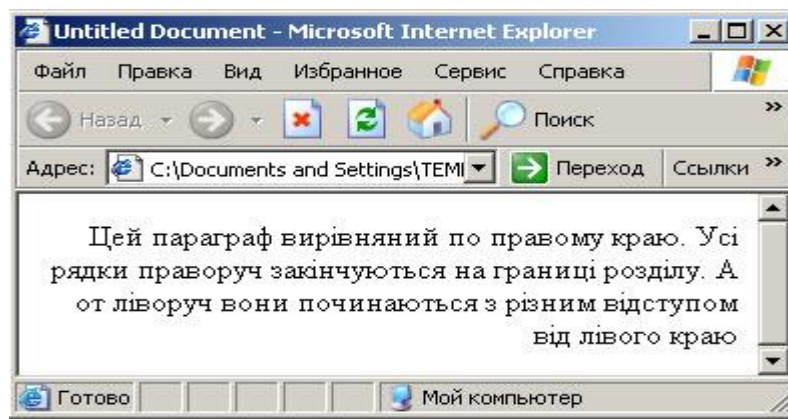 Untitled Document - Microsoft Internet Explorer
Файл Правка Вид Избранное Сервис Справка
Назад Поиск »
Адрес: C:\Documents and Settings\TEMI Переход Ссылки »
Цей параграф вирівняний по правому краю. Усі
рядки праворуч закінчуються на границі розділу. А
от ліворуч вони починаються з різним відступом
від лівого краю
Готово Мой компьютер